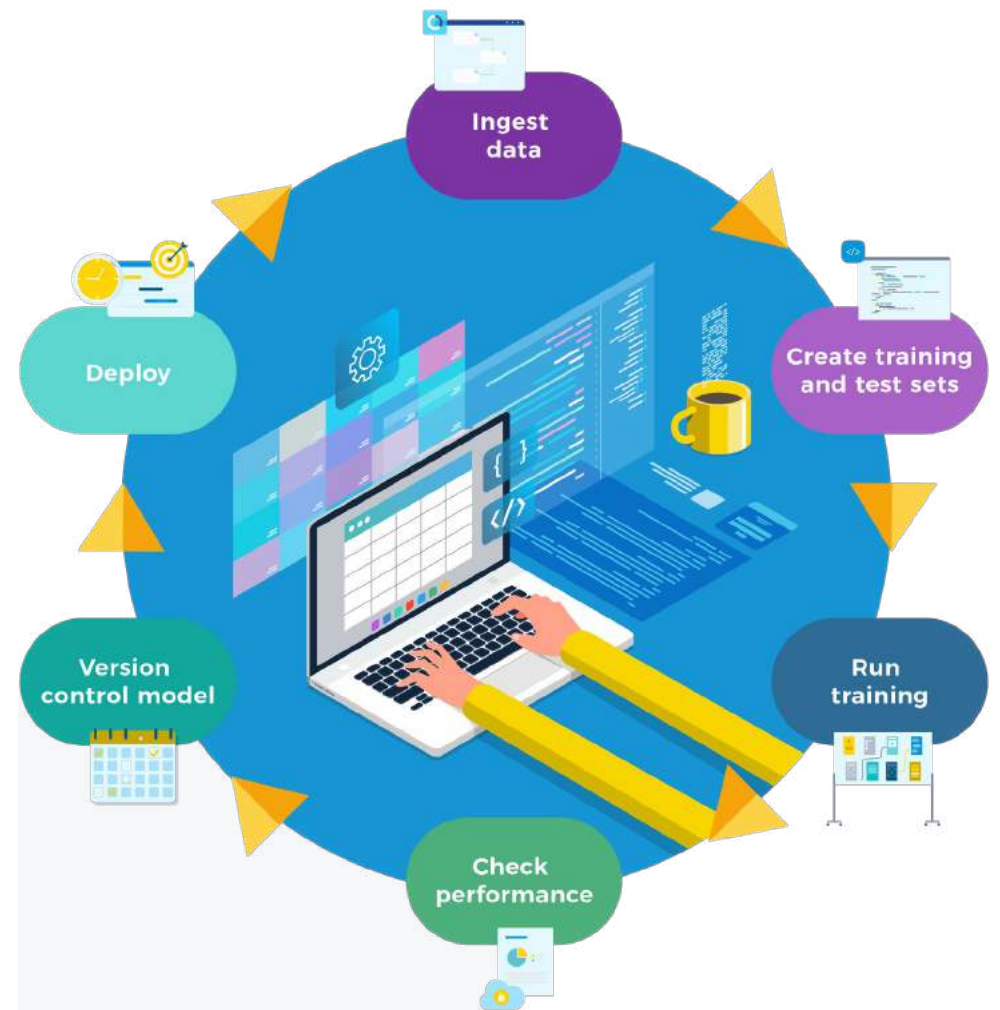 Ingest
data
Create training
and test sets
Run
training
Check
performance
Version
control model
Deploy